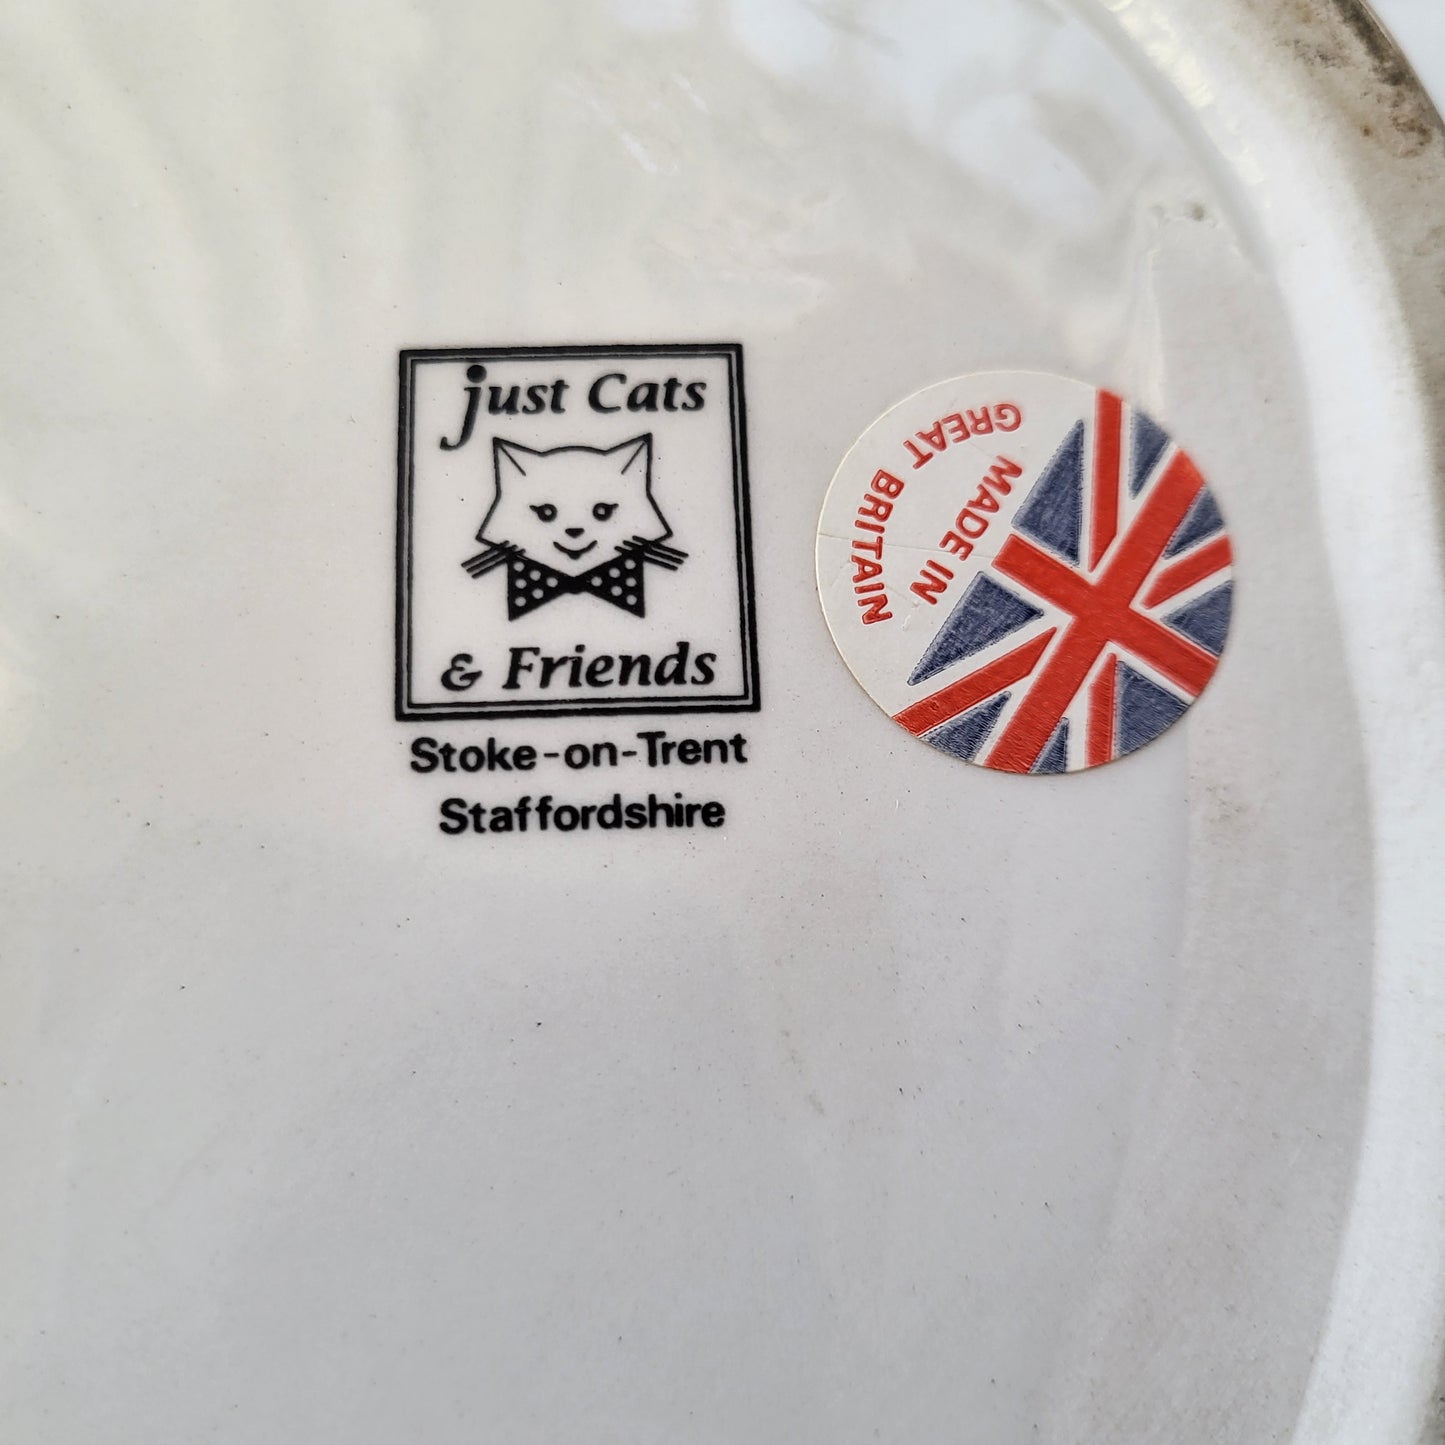 just Cats
& Friends
Stoke-on-Trent
Staffordshire
MADE IN
GREAT BRITAIN